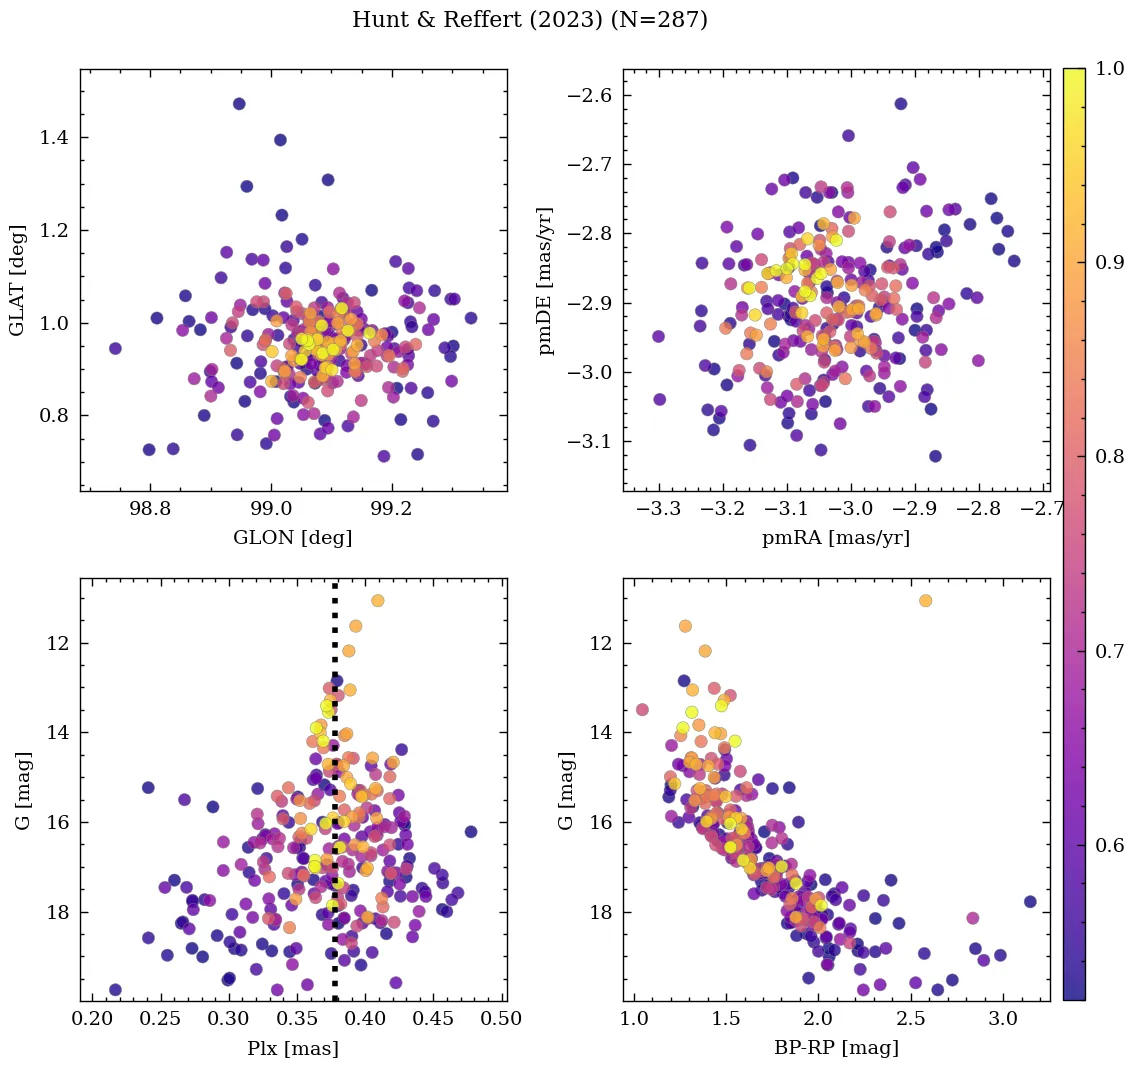 Hunt & Reffert (2023) (N=287)
1.4
1.2
1.0
0.8
GLAT [deg]
98.8 99.0 99.2
GLON [deg]
−2.6
−2.7
−2.8
−2.9
−3.0
−3.1
pmDE [mas/yr]
−3.3 −3.2 −3.1 −3.0 −2.9 −2.8 −2.7
pmRA [mas/yr]
12
14
16
18
G [mag]
0.20 0.25 0.30 0.35 0.40 0.45 0.50
Plx [mas]
12
14
16
18
G [mag]
1.0 1.5 2.0 2.5 3.0
BP-RP [mag]
1.0
0.9
0.8
0.7
0.6